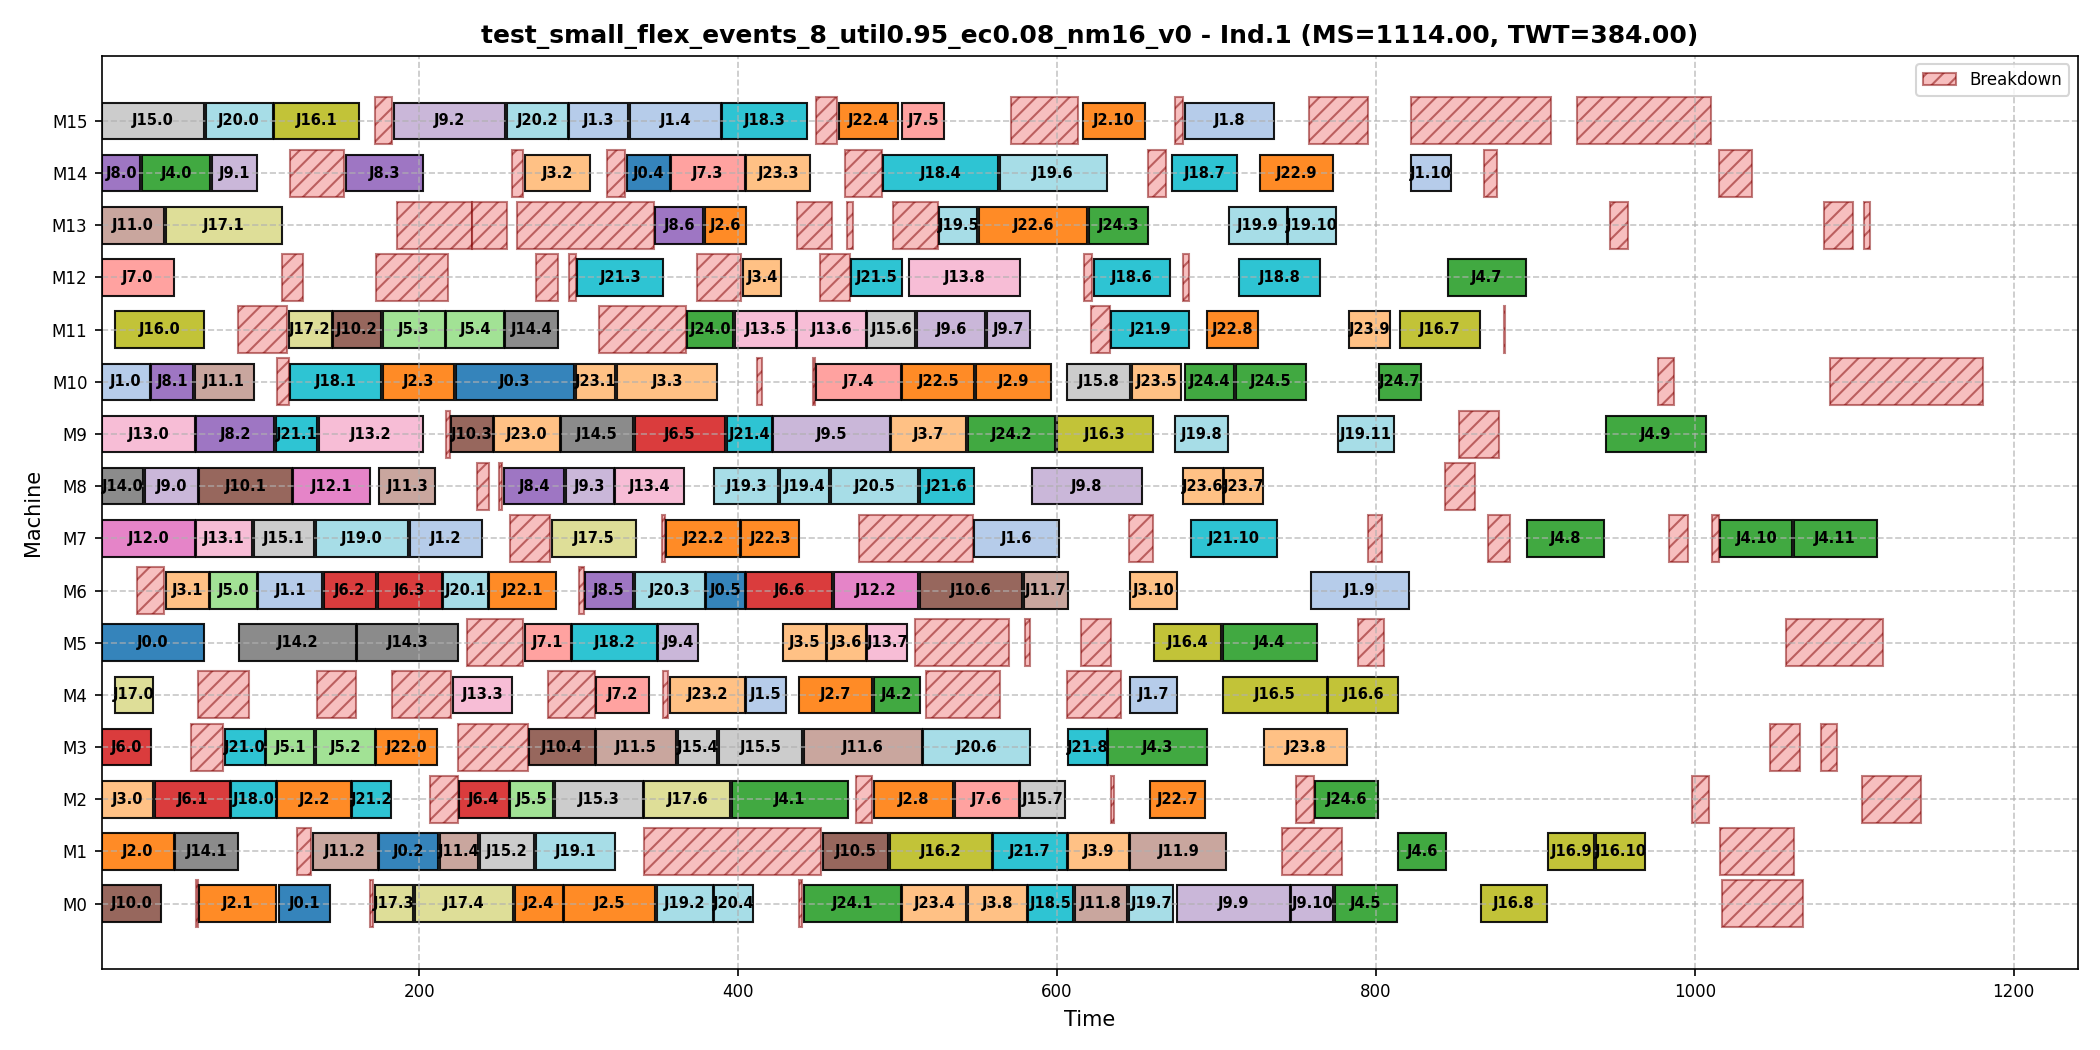 test_small_flex_events_8_util0.95_ec0.08_nm16_v0 - Ind.1 (MS=1114.00, TWT=384.00)
Breakdown
M15 J15.0 J20.0 J16.1 J9.2 J20.2 J1.3 J1.4 J18.3 J22.4 J7.5 J2.10 J1.8
M14 J8.0 J4.0 J9.1 J8.3 J3.2 J0.4 J7.3 J23.3 J18.4 J19.6 J18.7 J22.9 J1.10
M13 J11.0 J17.1 J8.6 J2.6 J19.5 J22.6 J24.3 J19.9 J19.10
M12 J7.0 J21.3 J3.4 J21.5 J13.8 J18.6 J18.8 J4.7
M11 J16.0 J17.2 J10.2 J5.3 J5.4 J14.4 J24.0 J13.5 J13.6 J15.6 J9.6 J9.7 J21.9 J22.8 J23.9 J16.7
M10 J1.0 J8.1 J11.1 J18.1 J2.3 J0.3 J23.1 J3.3 J7.4 J22.5 J2.9 J15.8 J23.5 J24.4 J24.5 J24.7
M9 J13.0 J8.2 J21.1 J13.2 J10.3 J23.0 J14.5 J6.5 J21.4 J9.5 J3.7 J24.2 J16.3 J19.8 J19.11 J4.9
M8 J14.0 J9.0 J10.1 J12.1 J11.3 J8.4 J9.3 J13.4 J19.3 J19.4 J20.5 J21.6 J9.8 J23.6 J23.7
M7 J12.0 J13.1 J15.1 J19.0 J1.2 J17.5 J22.2 J22.3 J1.6 J21.10 J4.8 J4.10 J4.11
M6 J3.1 J5.0 J1.1 J6.2 J6.3 J20.1 J22.1 J8.5 J20.3 J0.5 J6.6 J12.2 J10.6 J11.7 J3.10 J1.9
M5 J0.0 J14.2 J14.3 J7.1 J18.2 J9.4 J3.5 J3.6 J13.7 J16.4 J4.4
M4 J17.0 J13.3 J7.2 J23.2 J1.5 J2.7 J4.2 J1.7 J16.5 J16.6
M3 J6.0 J21.0 J5.1 J5.2 J22.0 J10.4 J11.5 J15.4 J15.5 J11.6 J20.6 J21.8 J4.3 J23.8
M2 J3.0 J6.1 J18.0 J2.2 J21.2 J6.4 J5.5 J15.3 J17.6 J4.1 J2.8 J7.6 J15.7 J22.7 J24.6
M1 J2.0 J14.1 J11.2 J0.2 J11.4 J15.2 J19.1 J10.5 J16.2 J21.7 J3.9 J11.9 J4.6 J16.9 J16.10
M0 J10.0 J2.1 J0.1 J17.3 J17.4 J2.4 J2.5 J19.2 J20.4 J24.1 J23.4 J3.8 J18.5 J11.8 J19.7 J9.9 J9.10 J4.5 J16.8
Machine
200 400 600 800 1000 1200
Time